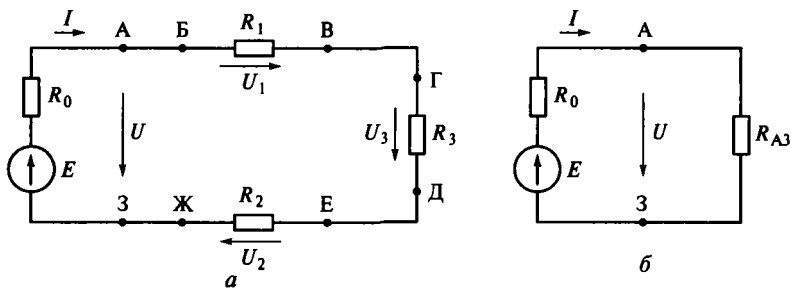 I А Б R1 В
R0 U1 Г
U U3 R3
E Д
З Ж R2 Е
U2
а
I А
R0
U RАЗ
E
З
б